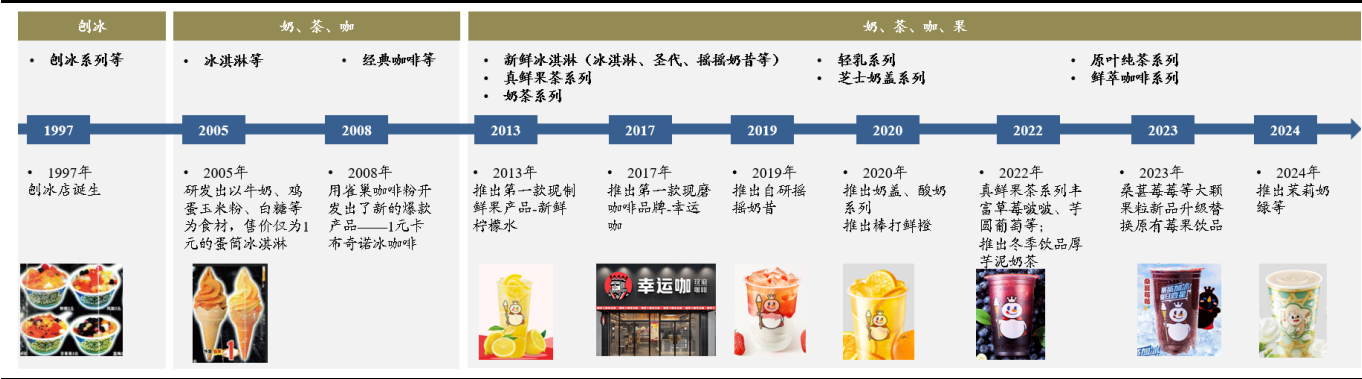 刨冰
奶、茶、咖
奶、茶、咖、果
• 刨冰系列等
• 冰淇淋等
• 经典咖啡等
• 新鲜冰淇淋（冰淇淋、圣代、摇摇奶昔等）
• 真鲜果茶系列
• 奶茶系列
• 轻乳系列
• 芝士奶盖系列
• 原叶纯茶系列
• 鲜萃咖啡系列
1997
2005
2008
2013
2017
2019
2020
2022
2023
2024
• 1997年
刨冰店诞生
• 2005年
研发出以牛奶、鸡
蛋玉米粉、白糖等
为食材，售价仅为1
元的蛋筒冰淇淋
• 2008年
用雀巢咖啡粉开
发出了新的爆款
产品——1元卡
布奇诺冰咖啡
• 2013年
推出第一款现制
鲜果产品-新鲜
柠檬水
• 2017年
推出第一款现磨
咖啡品牌-幸运
咖
• 2019年
推出自研摇
摇奶昔
• 2020年
推出奶盖、酸奶
系列
推出棒打鲜橙
• 2022年
真鲜果茶系列丰
富草莓啵啵、芋
圆葡萄等;
推出冬季饮品厚
芋泥奶茶
• 2023年
桑葚莓莓等大颗
果粒新品升级替
换原有莓果饮品
• 2024年
推出茉莉奶
绿等
1
幸运咖